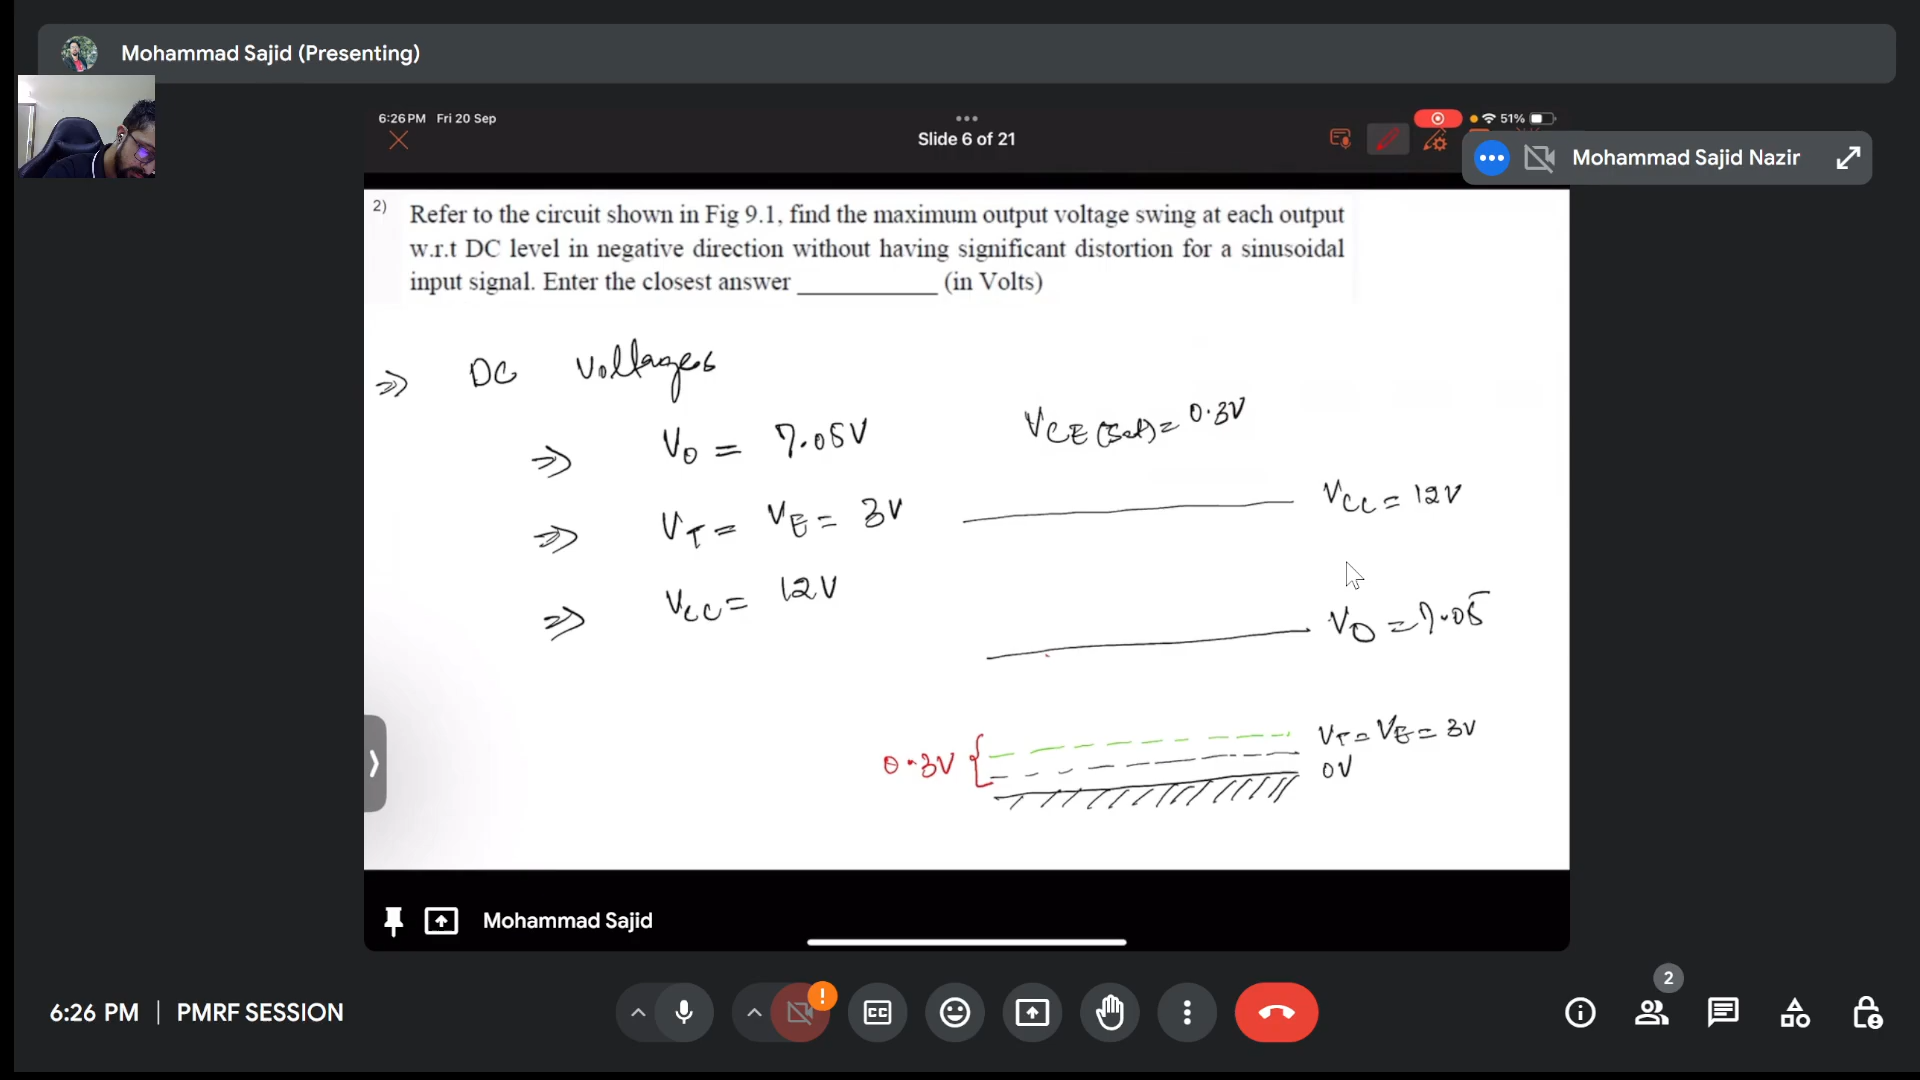 Mohammad Sajid (Presenting)
6:26 PM Fri 20 Sep
Slide 6 of 21
51%
Mohammad Sajid Nazir
2) Refer to the circuit shown in Fig 9.1, find the maximum output voltage swing at each output
w.r.t DC level in negative direction without having significant distortion for a sinusoidal
input signal. Enter the closest answer ____________ (in Volts)
⇒ DC Voltages
⇒ VO = 7.05V
VCE(Sat) = 0.3V
VCC = 12V
⇒ VT = VE = 3V
⇒ VCC = 12V
VO = 7.05
VT = VE = 3V
0.3V {
0V
Mohammad Sajid
6:26 PM | PMRF SESSION
CC
!
2